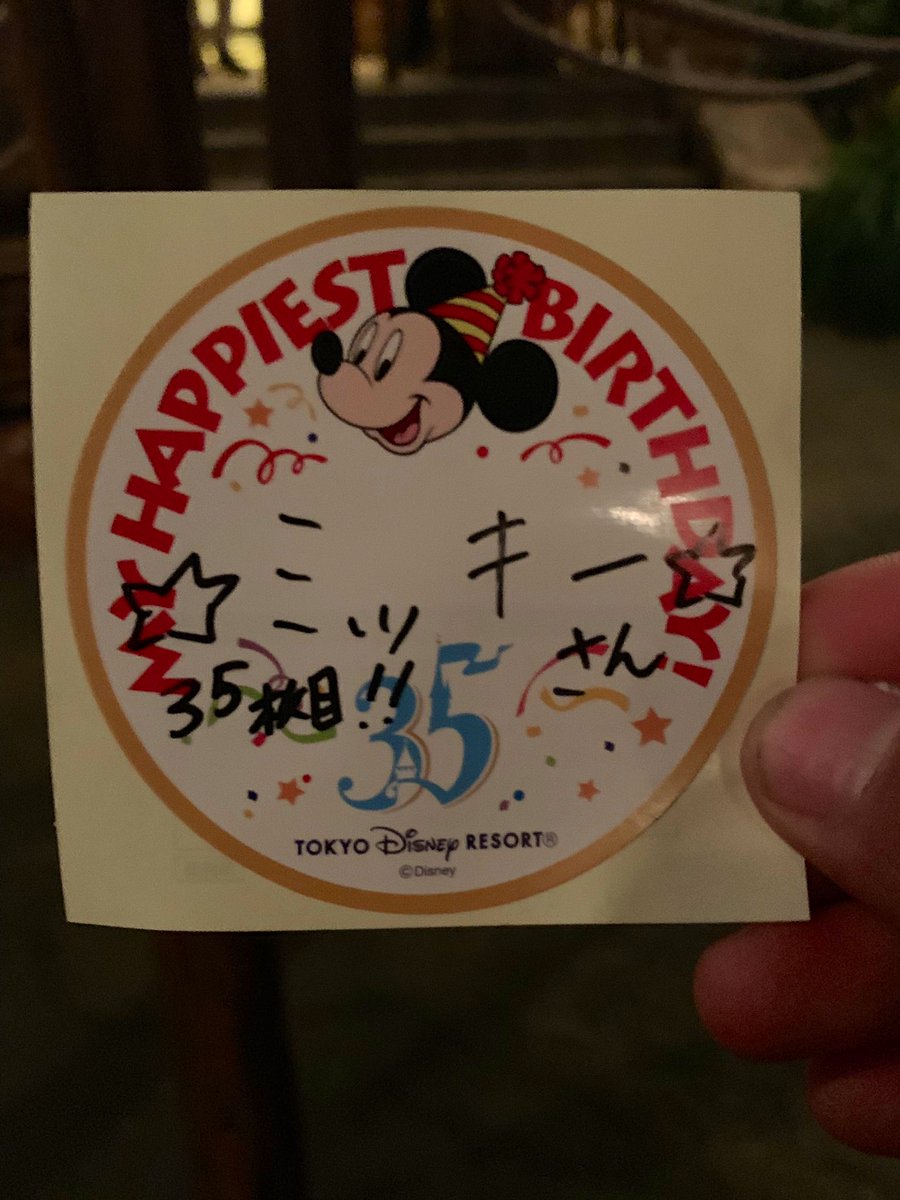 MY HAPPIEST BIRTHDAY!
☆ミッキー☆
さん
35枚目!!
35
TOKYO Disney RESORT®
©Disney